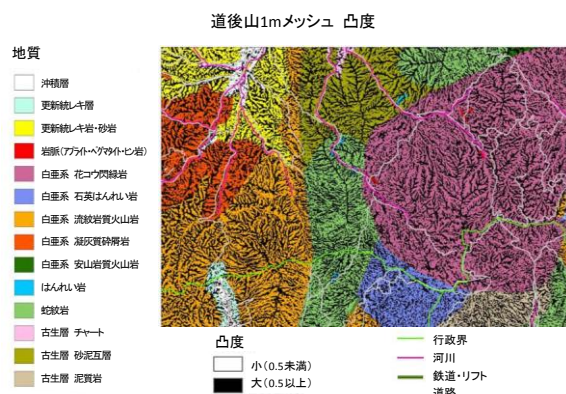 道後山1mメッシュ 凸度
地質
沖積層
更新統レキ層
更新統レキ岩・砂岩
岩脈(アプライト・ペグマタイト・ヒン岩)
白亜系 花コウ閃緑岩
白亜系 石英はんれい岩
白亜系 流紋岩質火山岩
白亜系 凝灰質砕屑岩
白亜系 安山岩質火山岩
はんれい岩
蛇紋岩
古生層 チャート
古生層 砂泥互層
古生層 泥質岩
凸度
小(0.5未満)
大(0.5以上)
行政界
河川
鉄道・リフト
道路